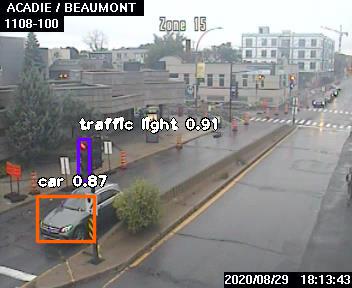 ACADIE / BEAUMONT
1108-100
Zone 15
traffic light 0.91
car 0.87
2020/08/29 18:13:43